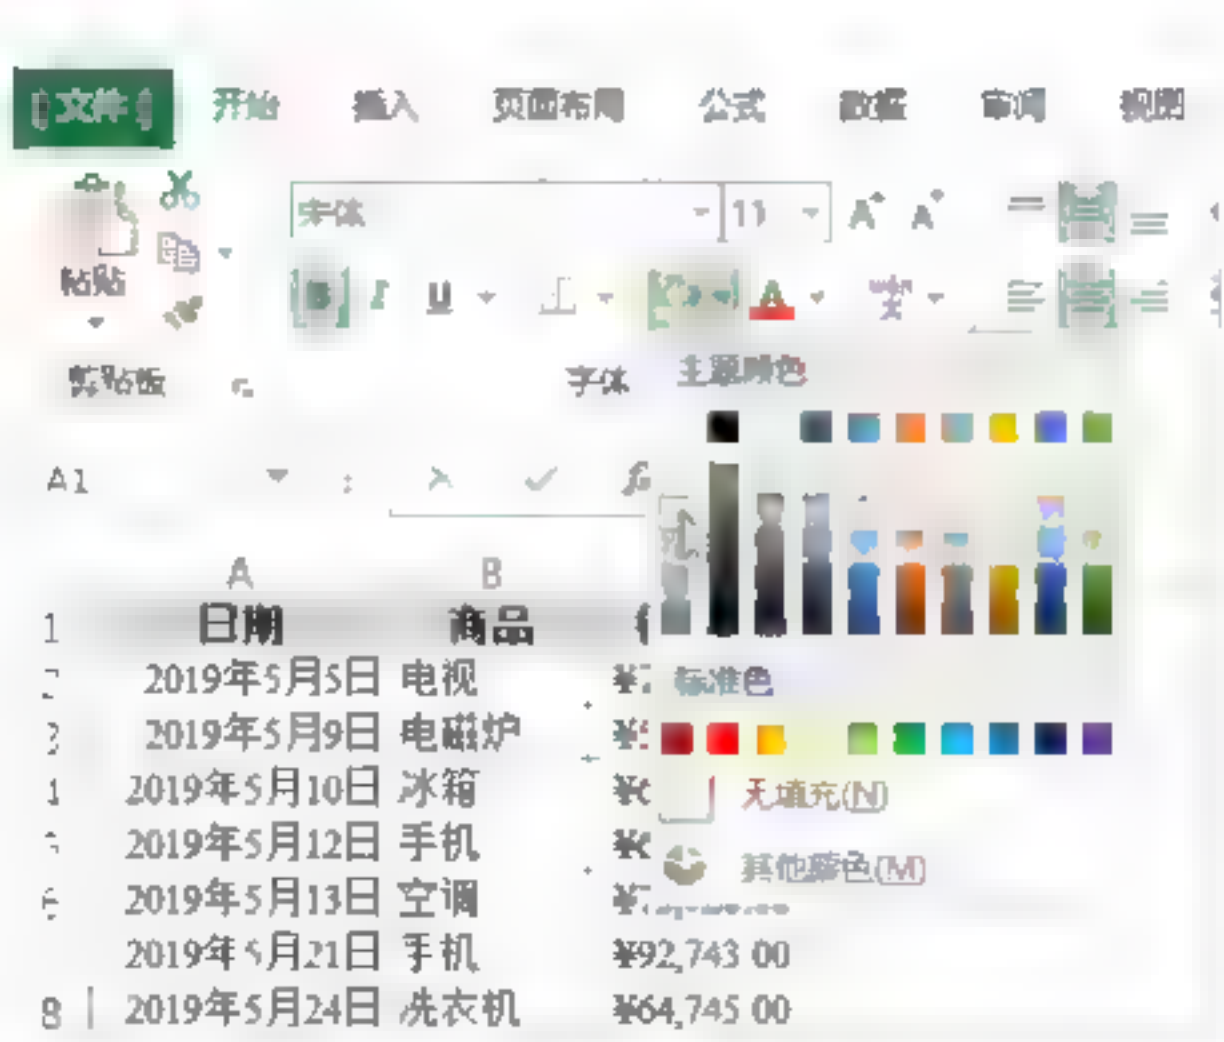 文件 开始 插入 页面布局 公式 数据 审阅 视图
宋体 11
粘贴 B I U A
剪贴板 字体 主题颜色
A1
A B
1 日期 商品
2019年5月5日 电视 标准色
2019年5月9日 电磁炉
2019年5月10日 冰箱 无填充(N)
2019年5月12日 手机
2019年5月13日 空调 其他颜色(M)
2019年5月21日 手机 ¥92,743 00
8 2019年5月24日 洗衣机 ¥64,745 00